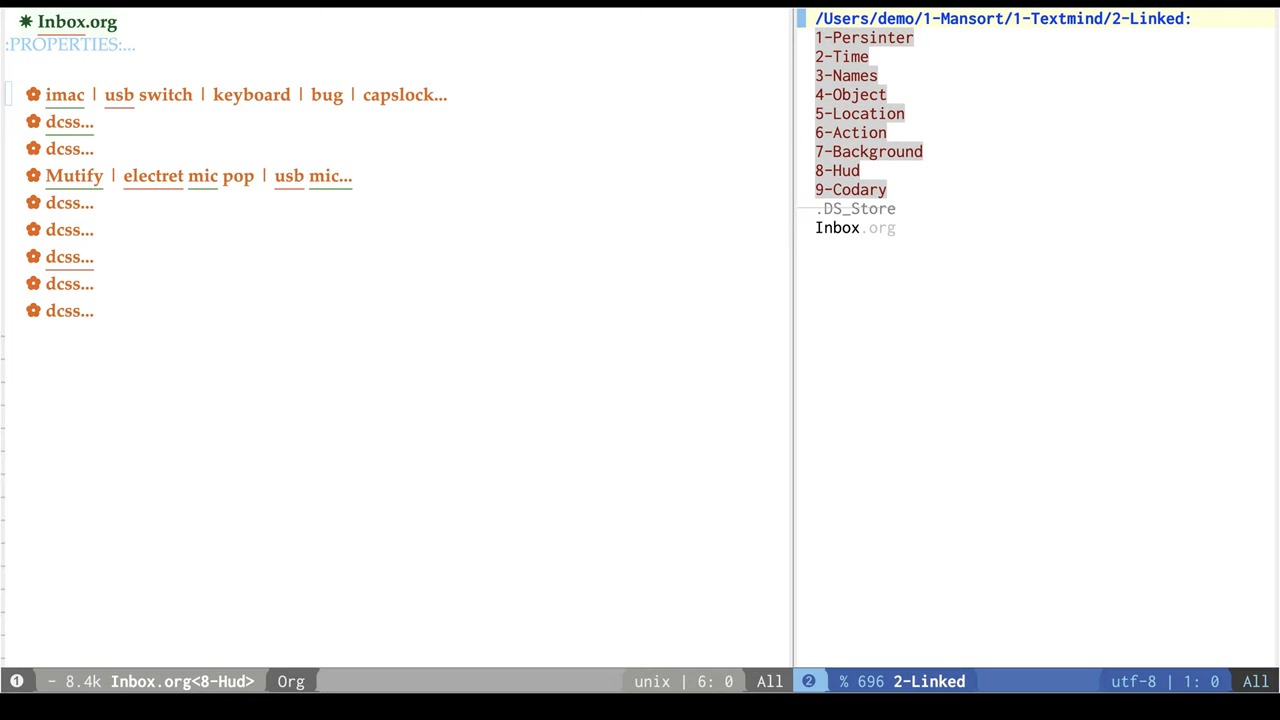 ✷ Inbox.org
:PROPERTIES:...
✿ imac | usb switch | keyboard | bug | capslock...
✿ dcss...
✿ dcss...
✿ Mutify | electret mic pop | usb mic...
✿ dcss...
✿ dcss...
✿ dcss...
✿ dcss...
✿ dcss...
❶ - 8.4k Inbox.org<8-Hud> Org unix | 6: 0 All
/Users/demo/1-Mansort/1-Textmind/2-Linked:
1-Persinter
2-Time
3-Names
4-Object
5-Location
6-Action
7-Background
8-Hud
9-Codary
.DS_Store
Inbox.org
❷ % 696 2-Linked utf-8 | 1: 0 All